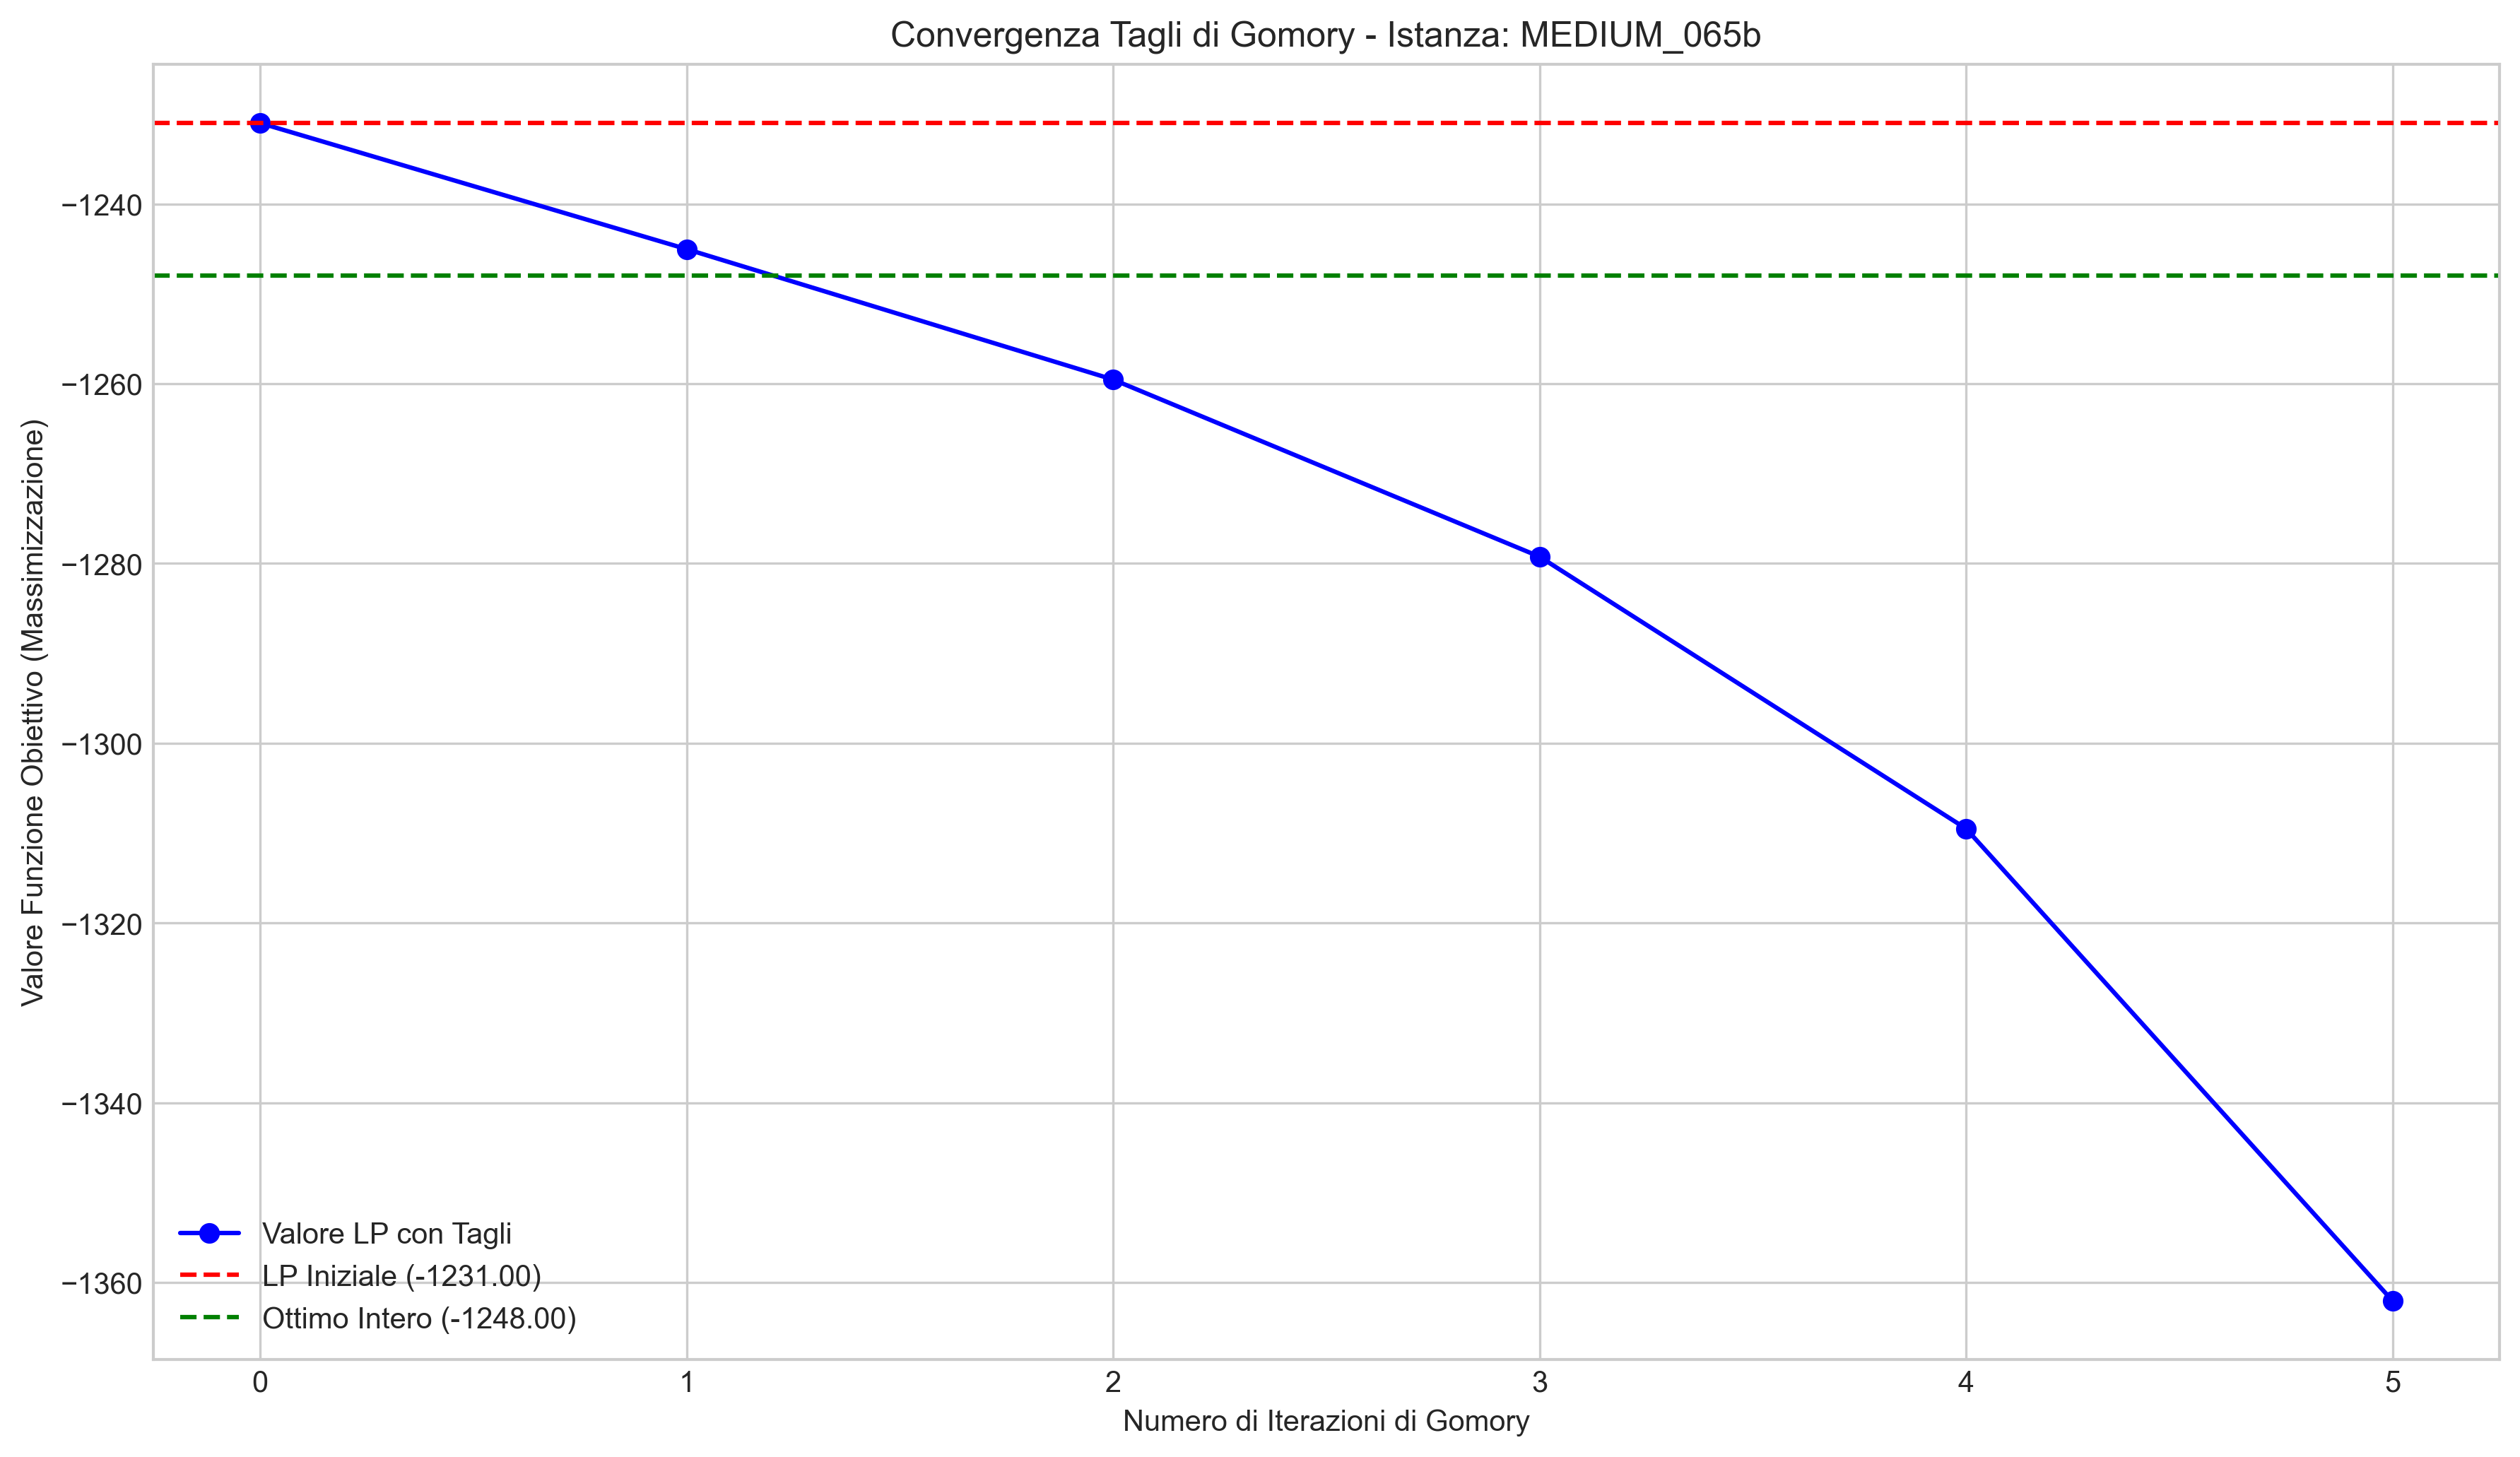 Convergenza Tagli di Gomory - Istanza: MEDIUM_065b
Valore Funzione Obiettivo (Massimizzazione)
−1240
−1260
−1280
−1300
−1320
−1340
−1360
Valore LP con Tagli
LP Iniziale (-1231.00)
Ottimo Intero (-1248.00)
0 1 2 3 4 5
Numero di Iterazioni di Gomory